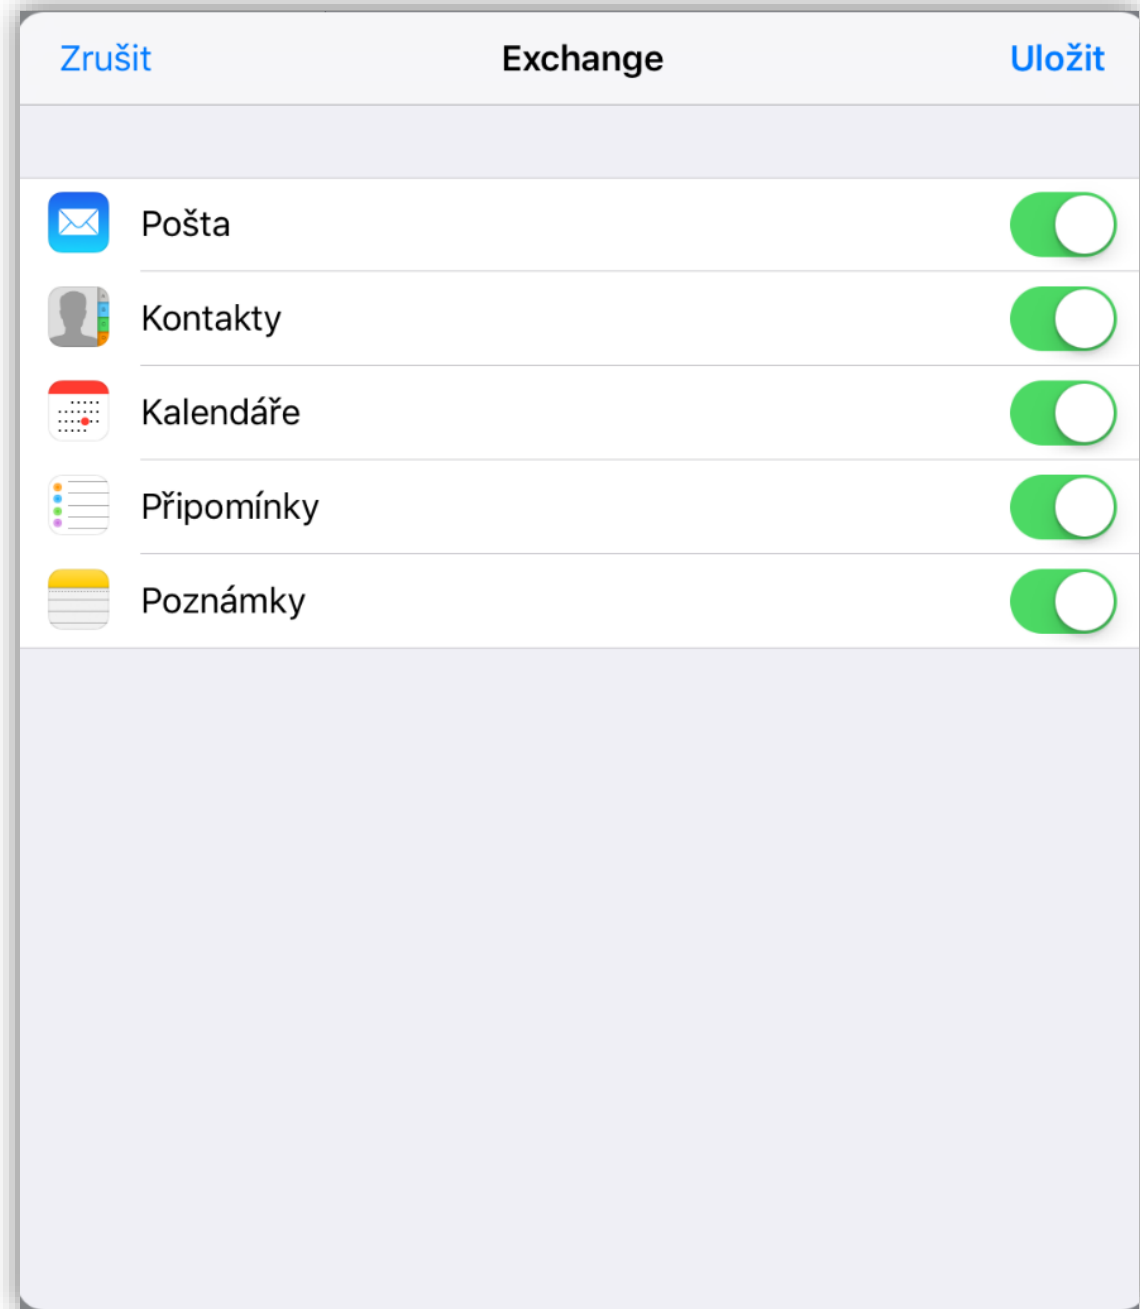 Zrušit Exchange Uložit
Pošta
Kontakty
Kalendáře
Připomínky
Poznámky